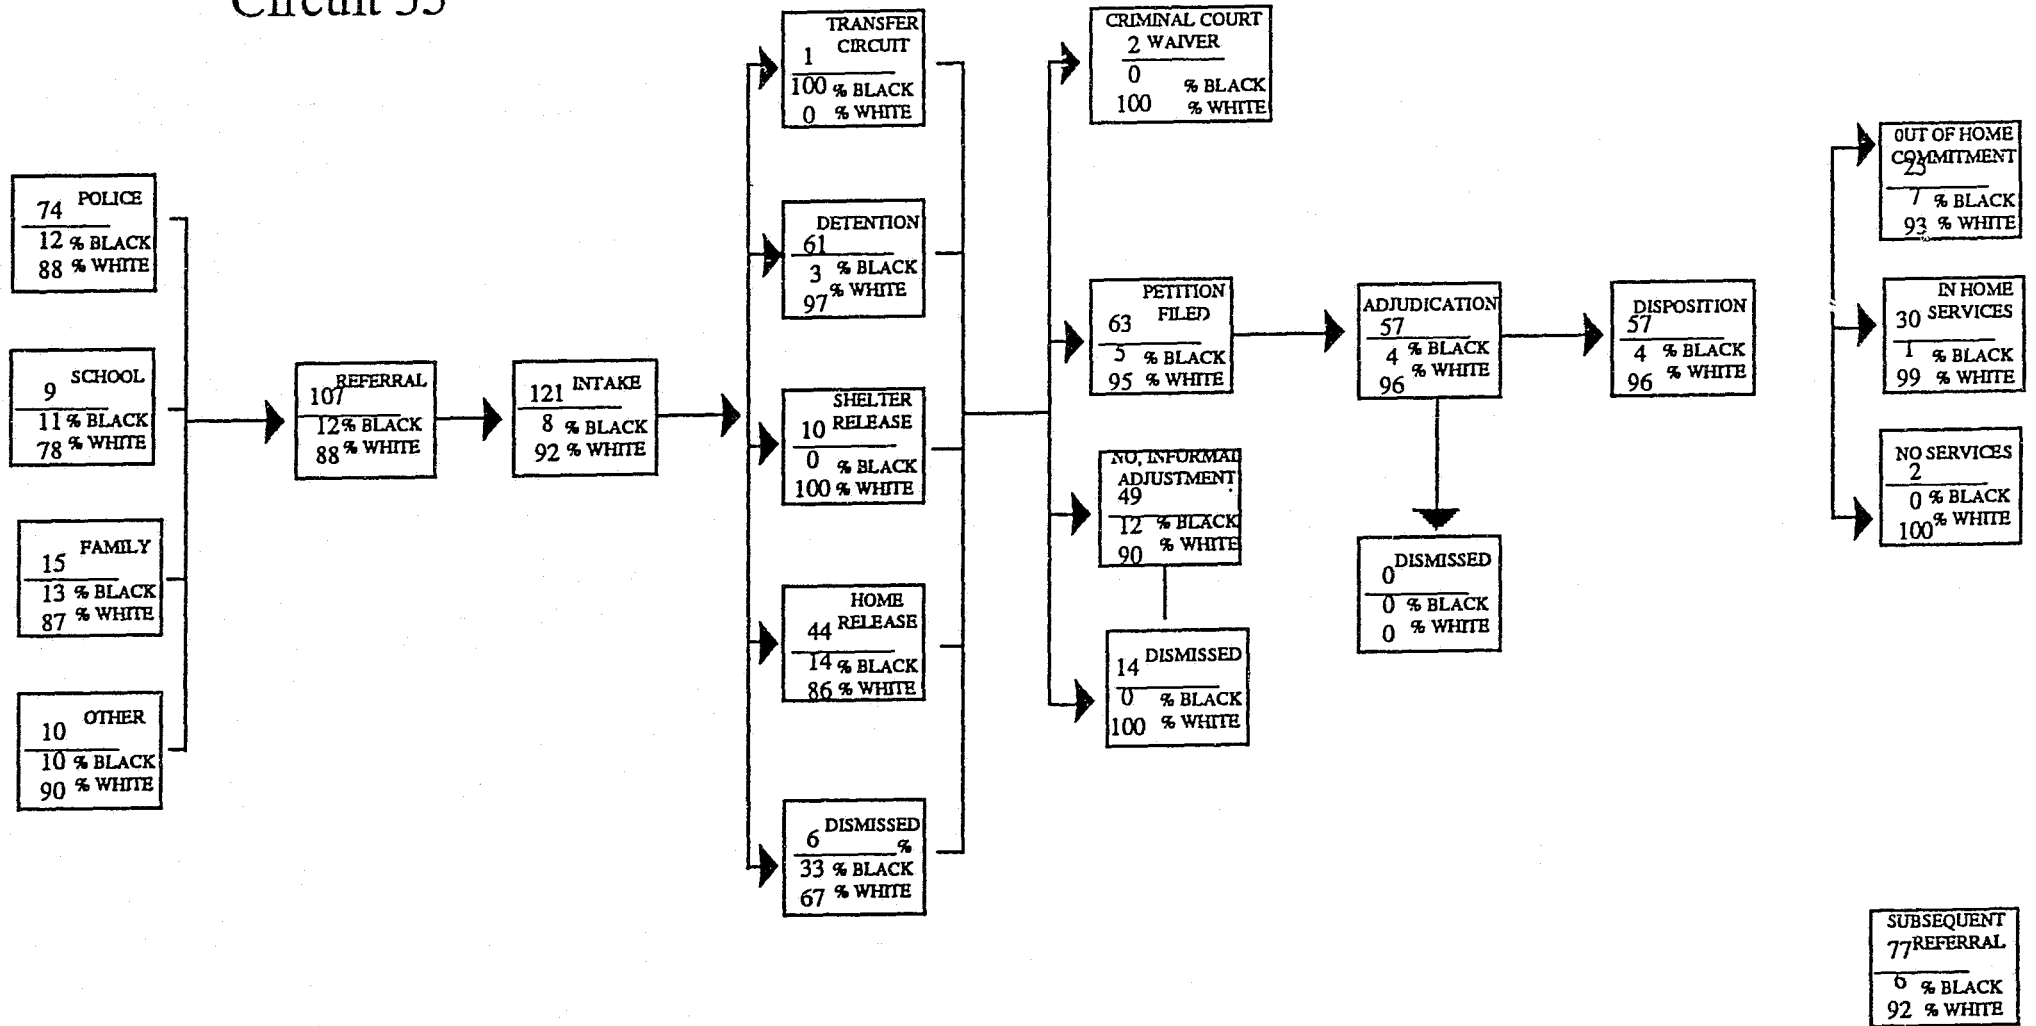 Circuit 55
74 POLICE
12 % BLACK
88 % WHITE
9 SCHOOL
11 % BLACK
78 % WHITE
15 FAMILY
13 % BLACK
87 % WHITE
10 OTHER
10 % BLACK
90 % WHITE
107 REFERRAL
12 % BLACK
88 % WHITE
121 INTAKE
8 % BLACK
92 % WHITE
TRANSFER
1 CIRCUIT
100 % BLACK
0 % WHITE
DETENTION
61
3 % BLACK
97 % WHITE
SHELTER
10 RELEASE
0 % BLACK
100 % WHITE
HOME
44 RELEASE
14 % BLACK
86 % WHITE
6 DISMISSED
%
33 % BLACK
67 % WHITE
CRIMINAL COURT
2 WAIVER
0 % BLACK
100 % WHITE
PETITION
63 FILED
5 % BLACK
95 % WHITE
NO, INFORMAL
ADJUSTMENT
49
12 % BLACK
90 % WHITE
14 DISMISSED
0 % BLACK
100 % WHITE
ADJUDICATION
57
4 % BLACK
96 % WHITE
0 DISMISSED
0 % BLACK
0 % WHITE
DISPOSITION
57
4 % BLACK
96 % WHITE
OUT OF HOME
COMMITMENT
25
7 % BLACK
93 % WHITE
IN HOME
30 SERVICES
1 % BLACK
99 % WHITE
NO SERVICES
2
0 % BLACK
100 % WHITE
SUBSEQUENT
77 REFERRAL
6 % BLACK
92 % WHITE